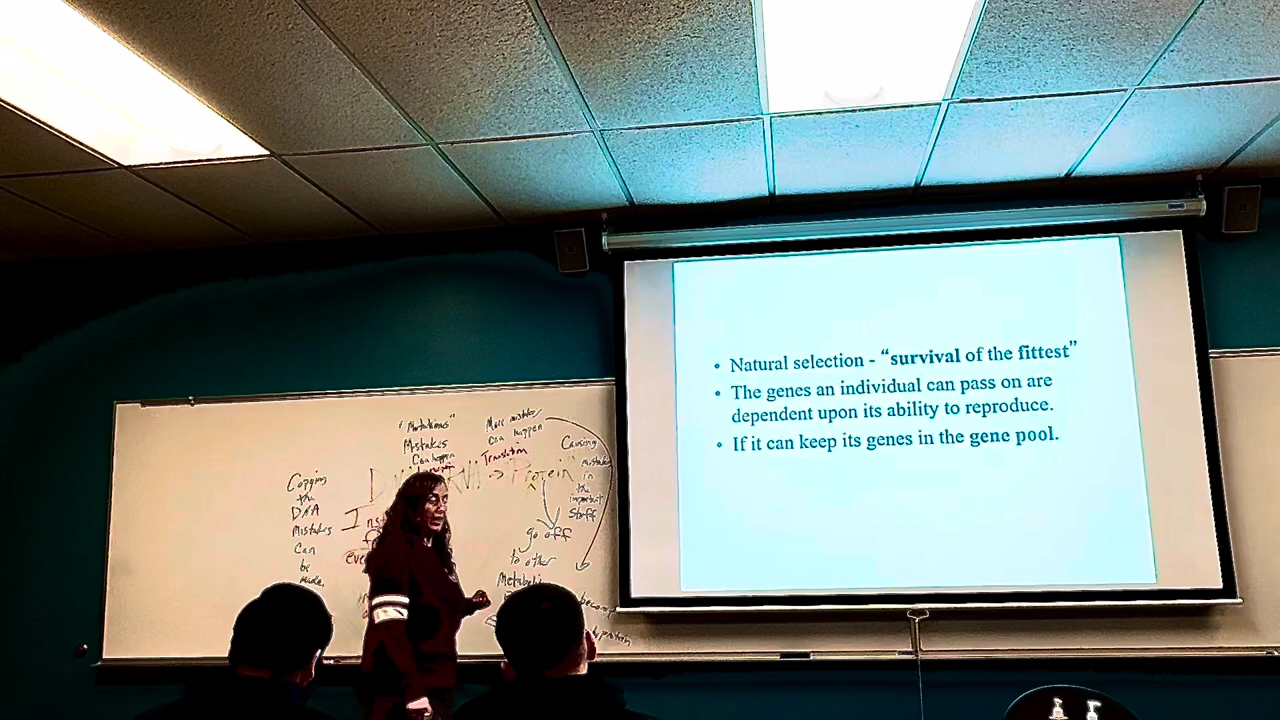 • Natural selection - “survival of the fittest”
• The genes an individual can pass on are
dependent upon its ability to reproduce.
• If it can keep its genes in the gene pool.
"Mutations"
Mistakes
Can happen
More mistakes
Can happen
Translation
Causing
mistakes
in
the
important
Stuff
-> Protein
Copying
the
DNA
Mistakes
Can
be
made
go off
to other